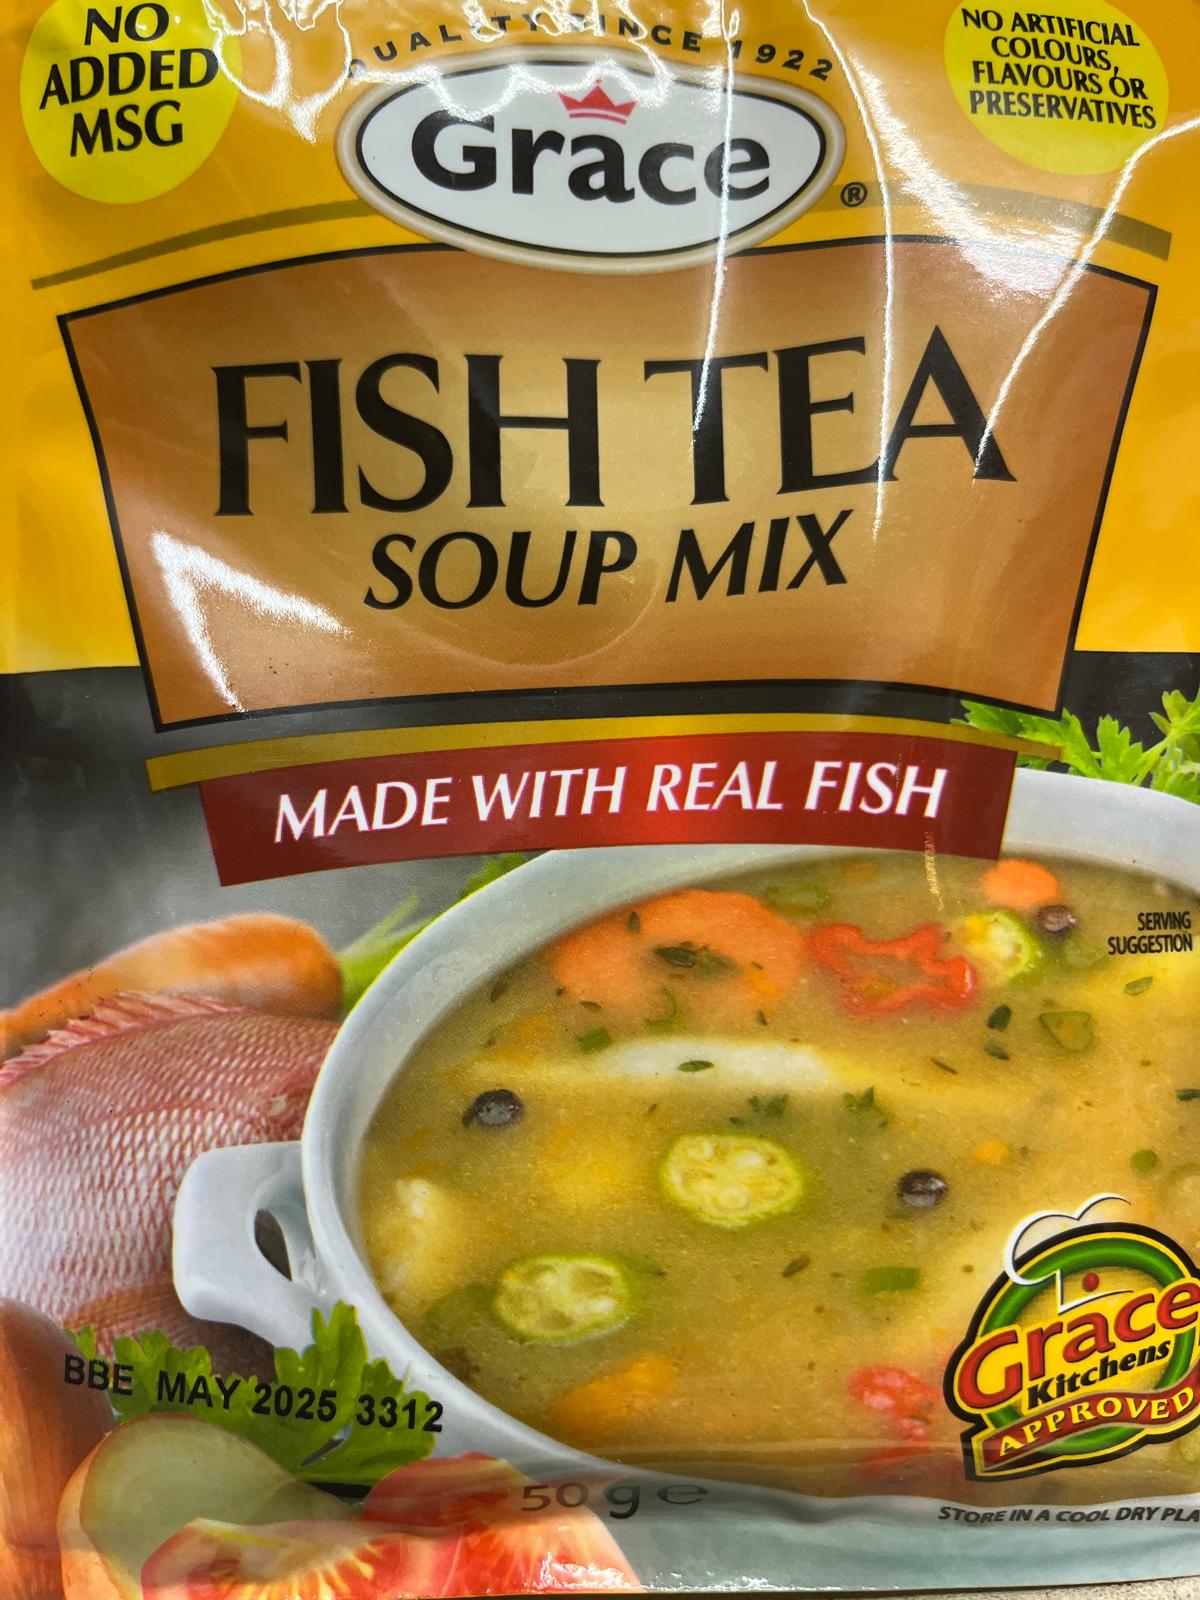 NO
ADDED
MSG
QUALITY SINCE 1922
Grace
®
NO ARTIFICIAL
COLOURS,
FLAVOURS OR
PRESERVATIVES
FISH TEA
SOUP MIX
MADE WITH REAL FISH
SERVING
SUGGESTION
Grace
Kitchens
APPROVED
BBE MAY 2025 3312
50 g ℮
STORE IN A COOL DRY PLA